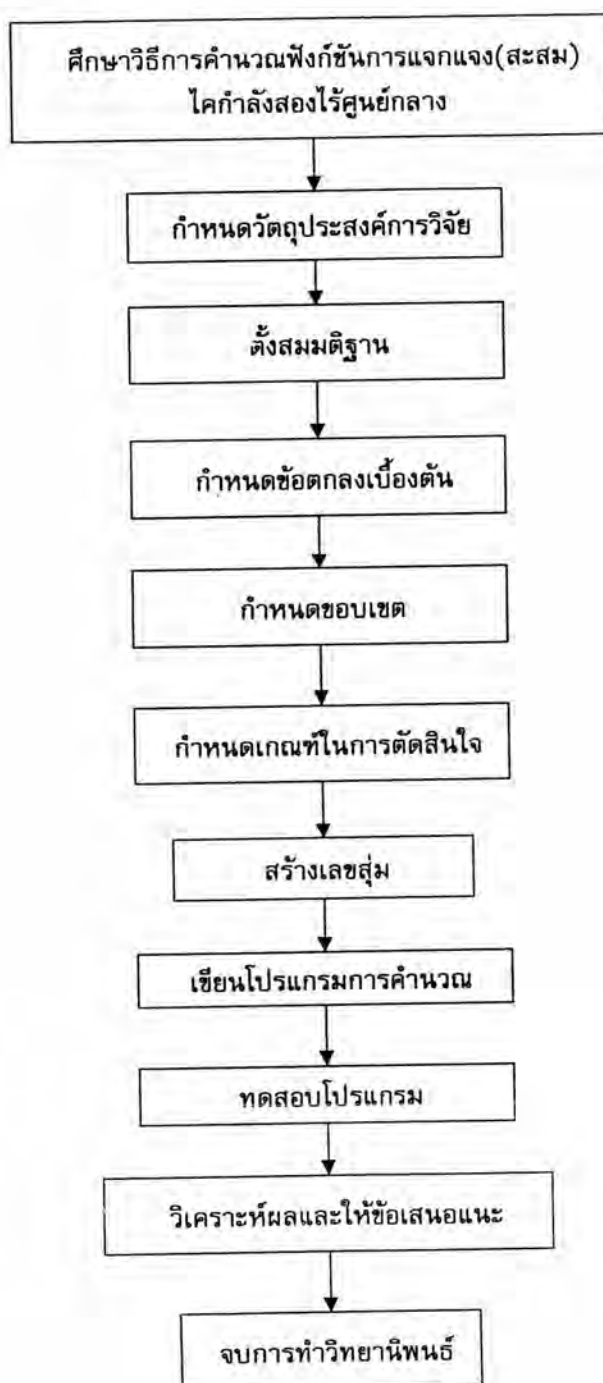 ศึกษาวิธีการคำนวณฟังก์ชันการแจกแจง(สะสม)
ไคกำลังสองไร้ศูนย์กลาง
กำหนดวัตถุประสงค์การวิจัย
ตั้งสมมติฐาน
กำหนดข้อตกลงเบื้องต้น
กำหนดขอบเขต
กำหนดเกณฑ์ในการตัดสินใจ
สร้างเลขสุ่ม
เขียนโปรแกรมการคำนวณ
ทดสอบโปรแกรม
วิเคราะห์ผลและให้ข้อเสนอแนะ
จบการทำวิทยานิพนธ์